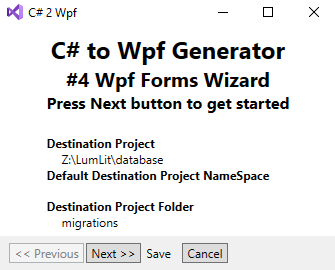 C# 2 Wpf
C# to Wpf Generator
#4 Wpf Forms Wizard
Press Next button to get started
Destination Project
Z:\LumLit\database
Default Destination Project NameSpace
Destination Project Folder
migrations
<< Previous Next >> Save Cancel